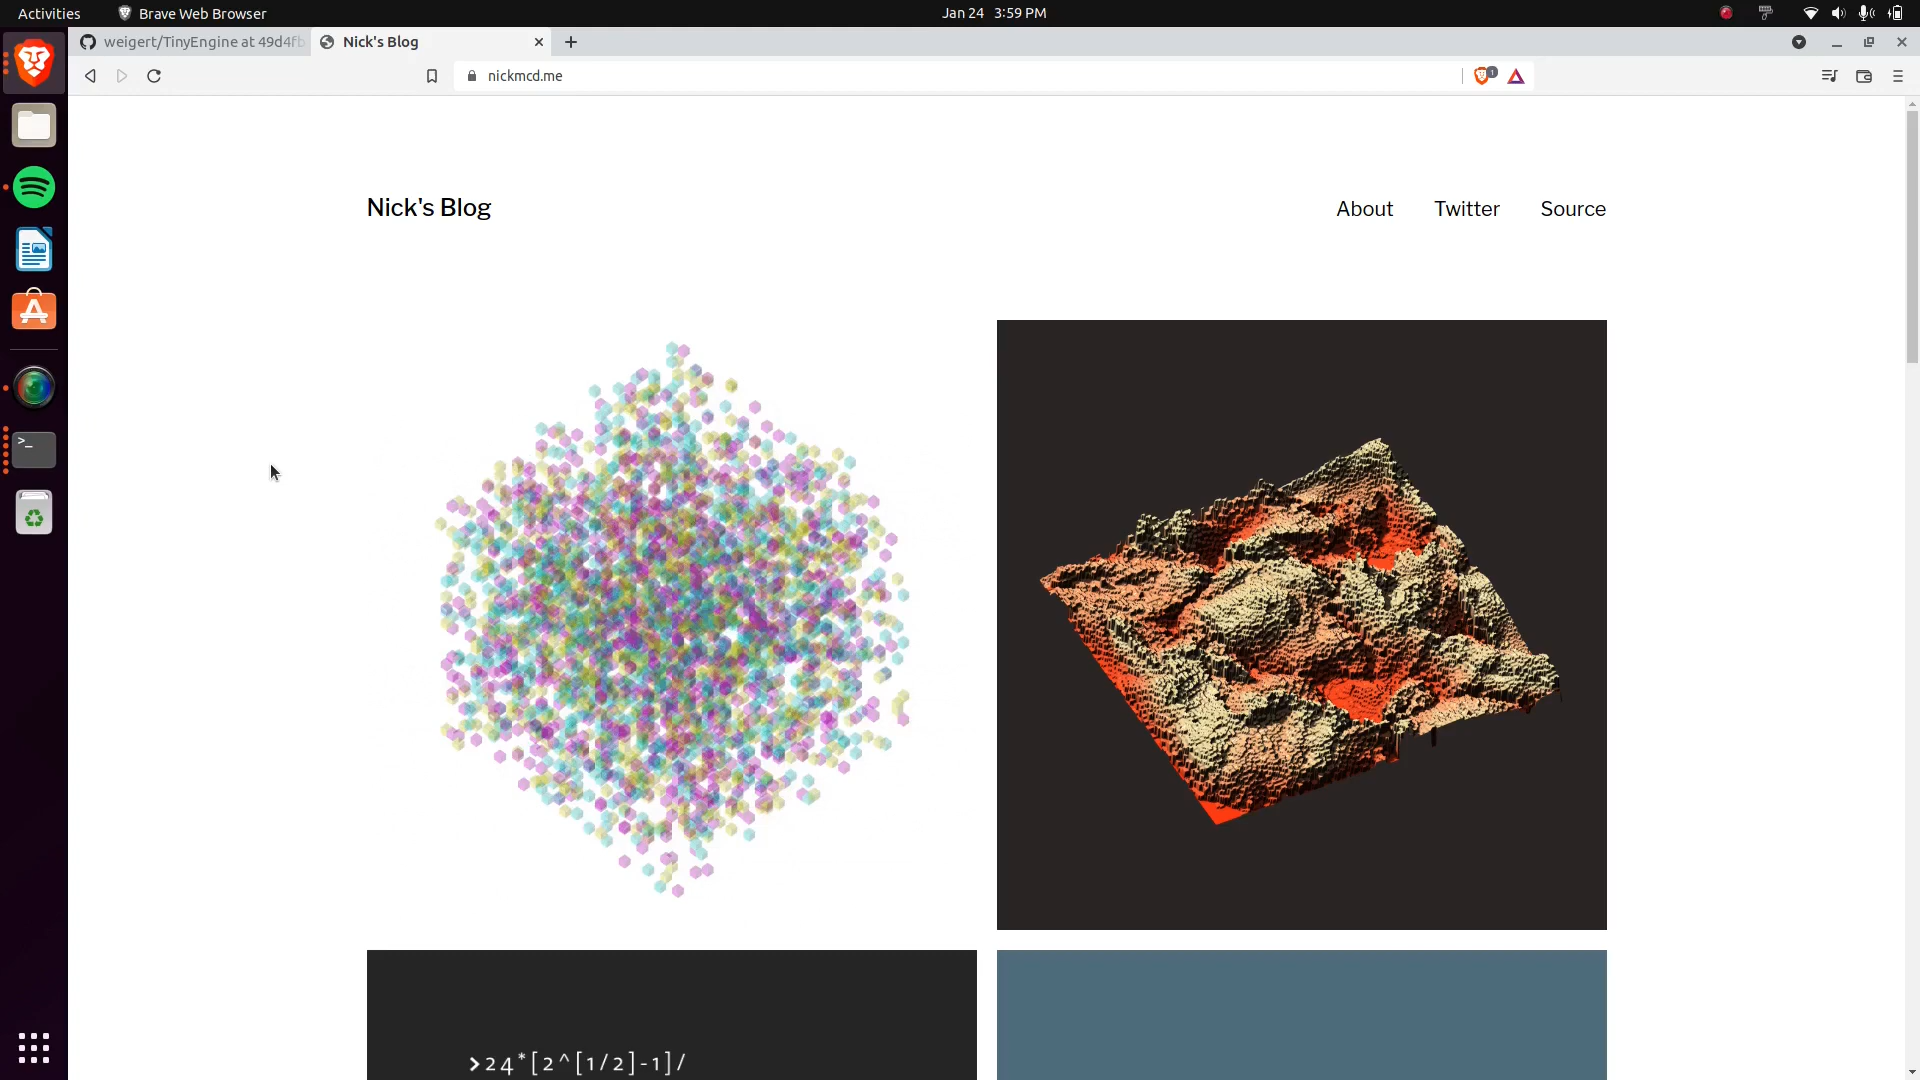 Activities
Brave Web Browser
Jan 24 3:59 PM
weigert/TinyEngine at 49d4fb
Nick's Blog
nickmcd.me
1
Nick's Blog
About
Twitter
Source
>_
>24*[2^[1/2]-1]/